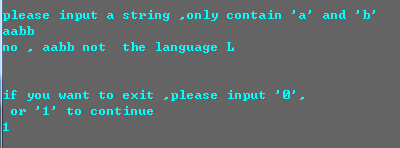 please input a string ,only contain 'a' and 'b'
aabb
no , aabb not  the language L
if you want to exit ,please input '0',
 or '1' to continue
1